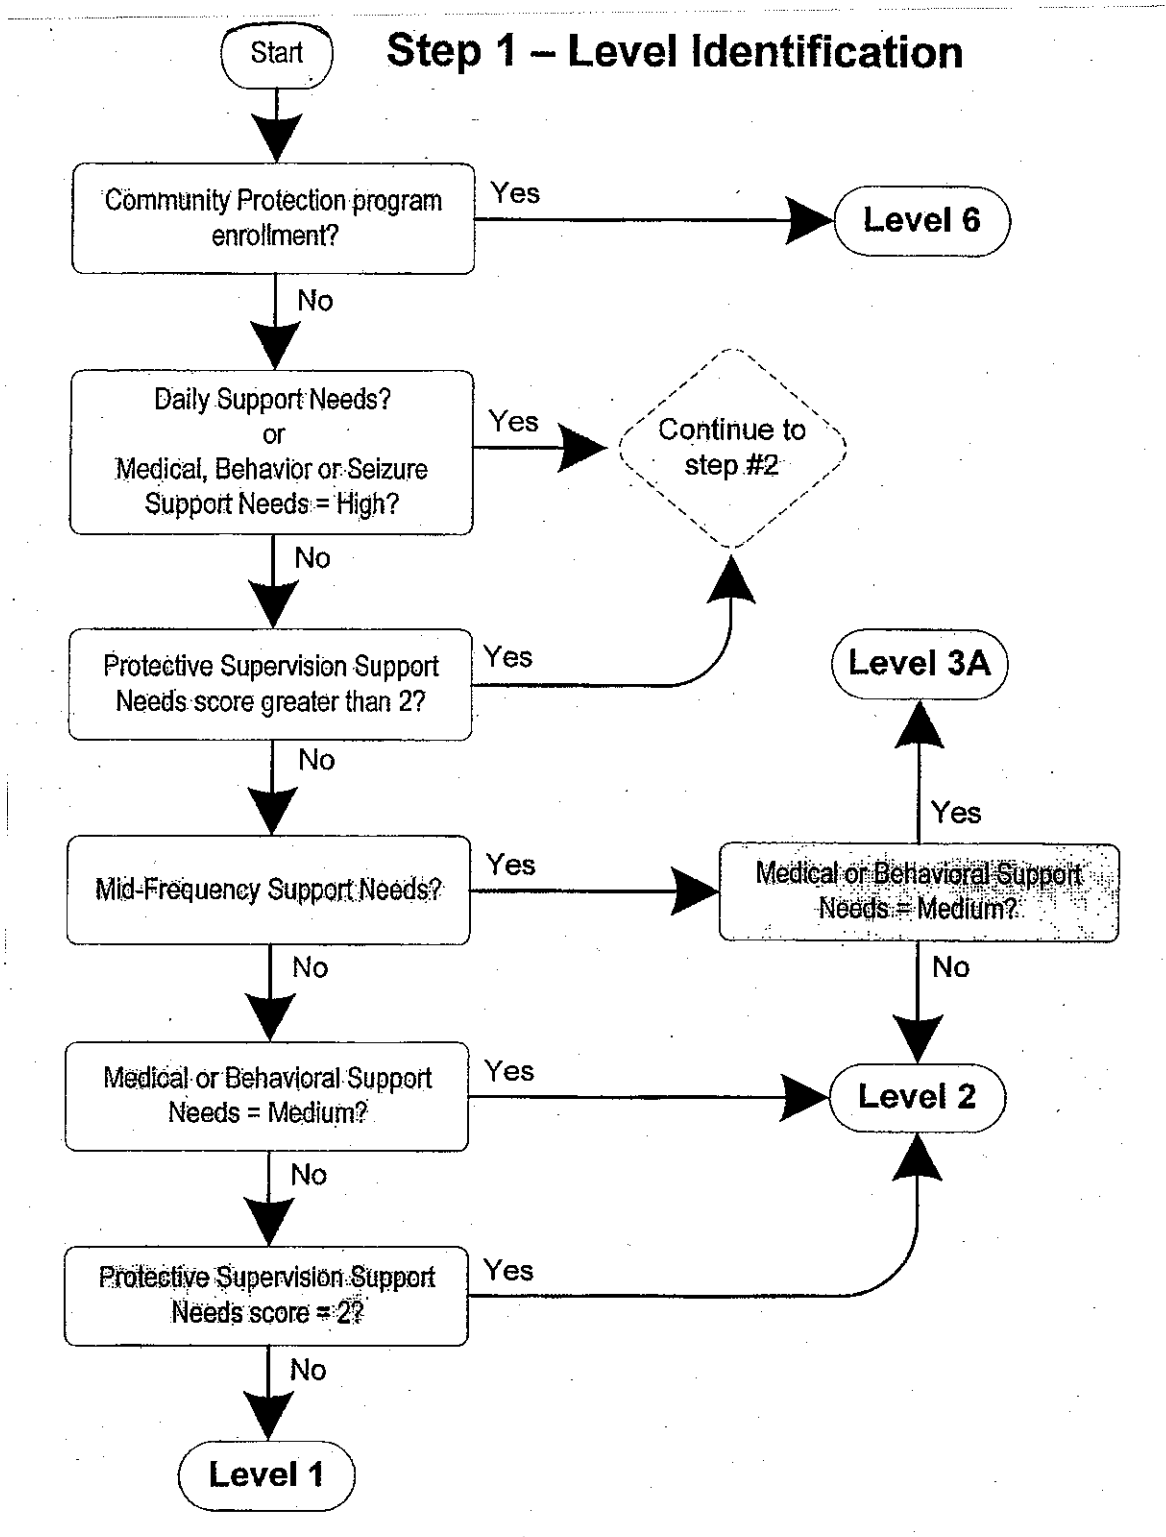 Start
Step 1 – Level Identification
Community Protection program
enrollment?
Yes
Level 6
No
Daily Support Needs?
or
Medical, Behavior or Seizure
Support Needs = High?
Yes
Continue to
step #2
No
Protective Supervision Support
Needs score greater than 2?
Yes
Level 3A
No
Yes
Mid-Frequency Support Needs?
Yes
Medical or Behavioral Support
Needs = Medium?
No
No
Medical or Behavioral Support
Needs = Medium?
Yes
Level 2
No
Protective Supervision Support
Needs score = 2?
Yes
No
Level 1